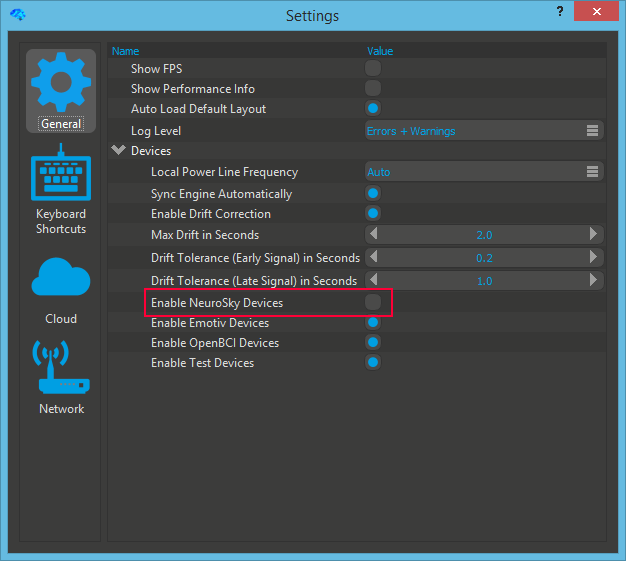 Settings
?
Name Value
Show FPS
Show Performance Info
Auto Load Default Layout
Log Level Errors + Warnings
Devices
Local Power Line Frequency Auto
Sync Engine Automatically
Enable Drift Correction
Max Drift in Seconds 2.0
Drift Tolerance (Early Signal) in Seconds 0.2
Drift Tolerance (Late Signal) in Seconds 1.0
Enable NeuroSky Devices
Enable Emotiv Devices
Enable OpenBCI Devices
Enable Test Devices
General
Keyboard
Shortcuts
Cloud
Network